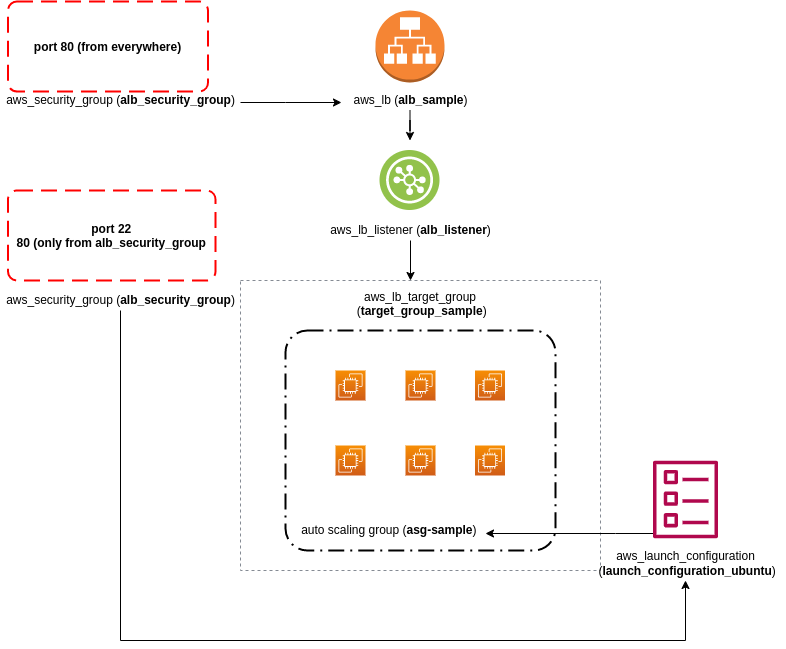 port 80 (from everywhere)
aws_security_group (alb_security_group)
aws_lb (alb_sample)
aws_lb_listener (alb_listener)
port 22
80 (only from alb_security_group
aws_security_group (alb_security_group)
aws_lb_target_group
(target_group_sample)
auto scaling group (asg-sample)
aws_launch_configuration
(launch_configuration_ubuntu)